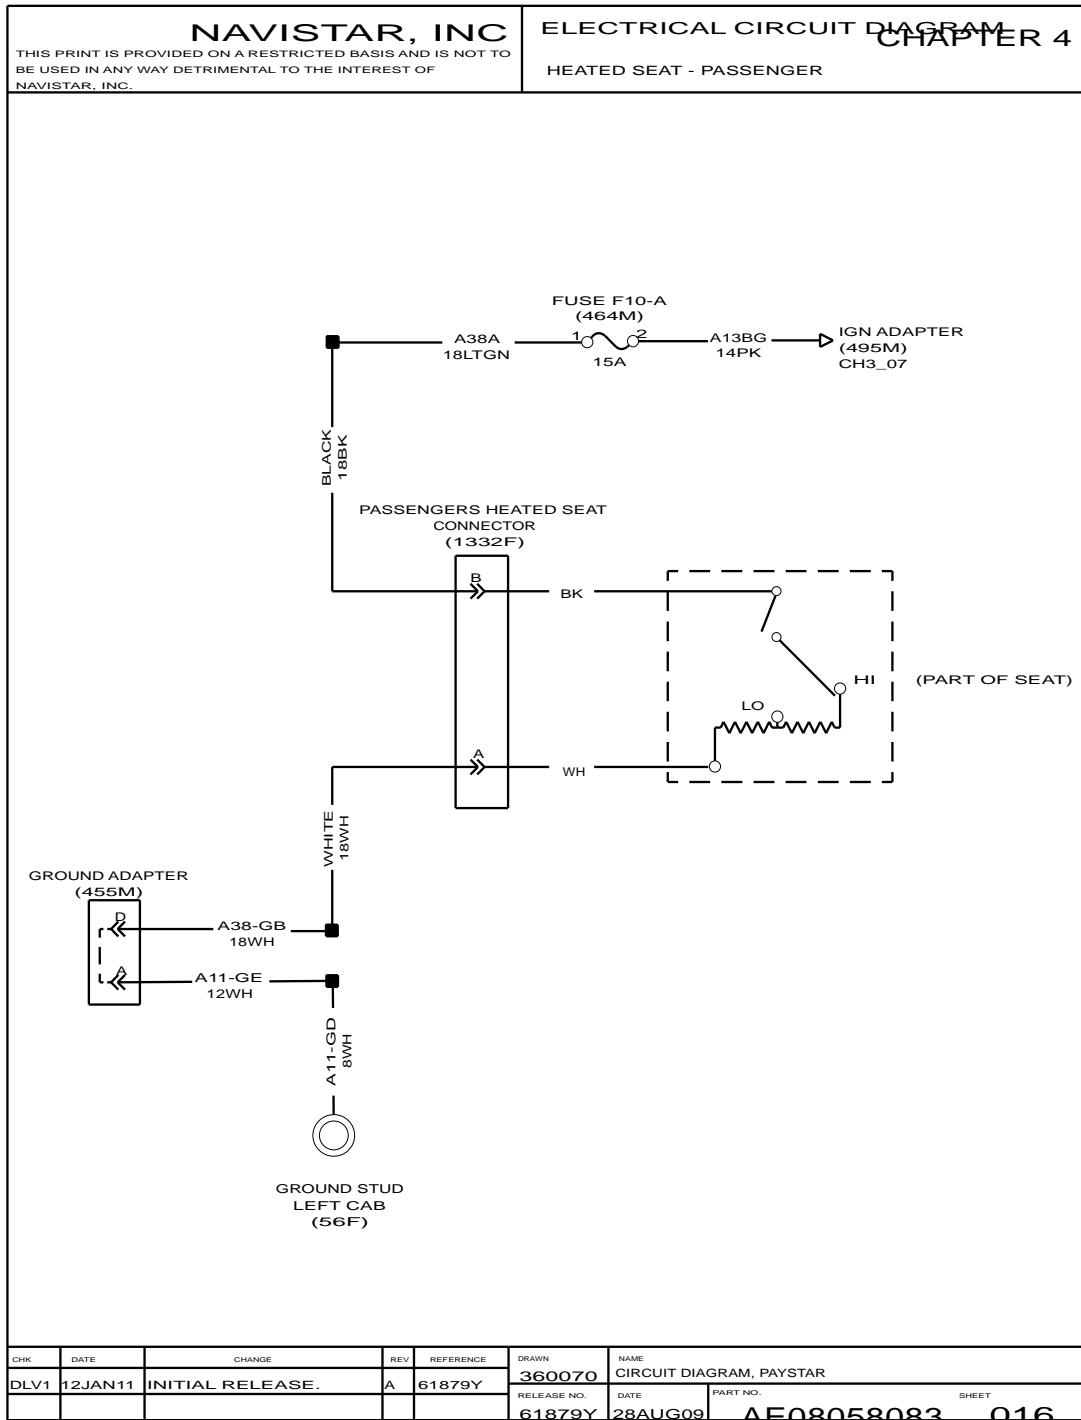 NAVISTAR, INC
THIS PRINT IS PROVIDED ON A RESTRICTED BASIS AND IS NOT TO
BE USED IN ANY WAY DETRIMENTAL TO THE INTEREST OF
NAVISTAR, INC.
ELECTRICAL CIRCUIT DIAGRAM
CHAPTER 4
HEATED SEAT - PASSENGER
FUSE F10-A
(464M)
1
2
15A
A38A
18LTGN
A13BG
14PK
IGN ADAPTER
(495M)
CH3_07
BLACK
18BK
PASSENGERS HEATED SEAT
CONNECTOR
(1332F)
B
BK
HI
(PART OF SEAT)
LO
A
WH
WHITE
18WH
GROUND ADAPTER
(455M)
D
A38-GB
18WH
A
A11-GE
12WH
A11-GD
8WH
GROUND STUD
LEFT CAB
(56F)
CHK DATE CHANGE REV REFERENCE
DLV1 12JAN11 INITIAL RELEASE. A 61879Y
DRAWN
360070
NAME
CIRCUIT DIAGRAM, PAYSTAR
RELEASE NO.
61879Y
DATE
28AUG09
PART NO.
AE08058083
SHEET
016